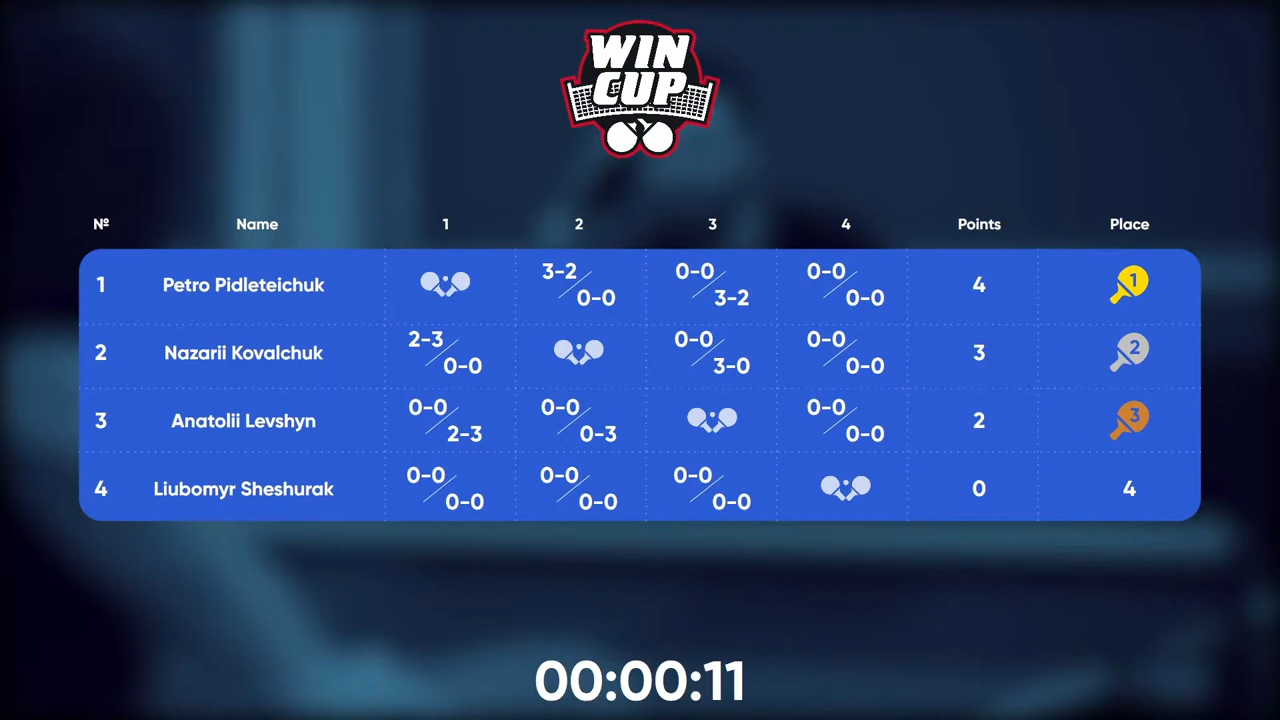 WIN
CUP
№ Name 1 2 3 4 Points Place
1 Petro Pidleteichuk 3-2 0-0 0-0 3-2 0-0 0-0 4 1
2 Nazarii Kovalchuk 2-3 0-0 0-0 3-0 0-0 0-0 3 2
3 Anatolii Levshyn 0-0 2-3 0-0 0-3 0-0 0-0 2 3
4 Liubomyr Sheshurak 0-0 0-0 0-0 0-0 0-0 0-0 0 4
00:00:11